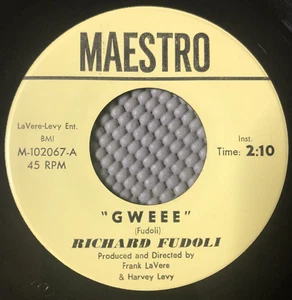 MAESTRO
LaVere-Levy Ent.
BMI
M-102067-A
45 RPM
Inst.
Time: 2:10
"GWEEE"
(Fudoli)
RICHARD FUDOLI
Produced and Directed by
Frank LaVere
& Harvey Levy